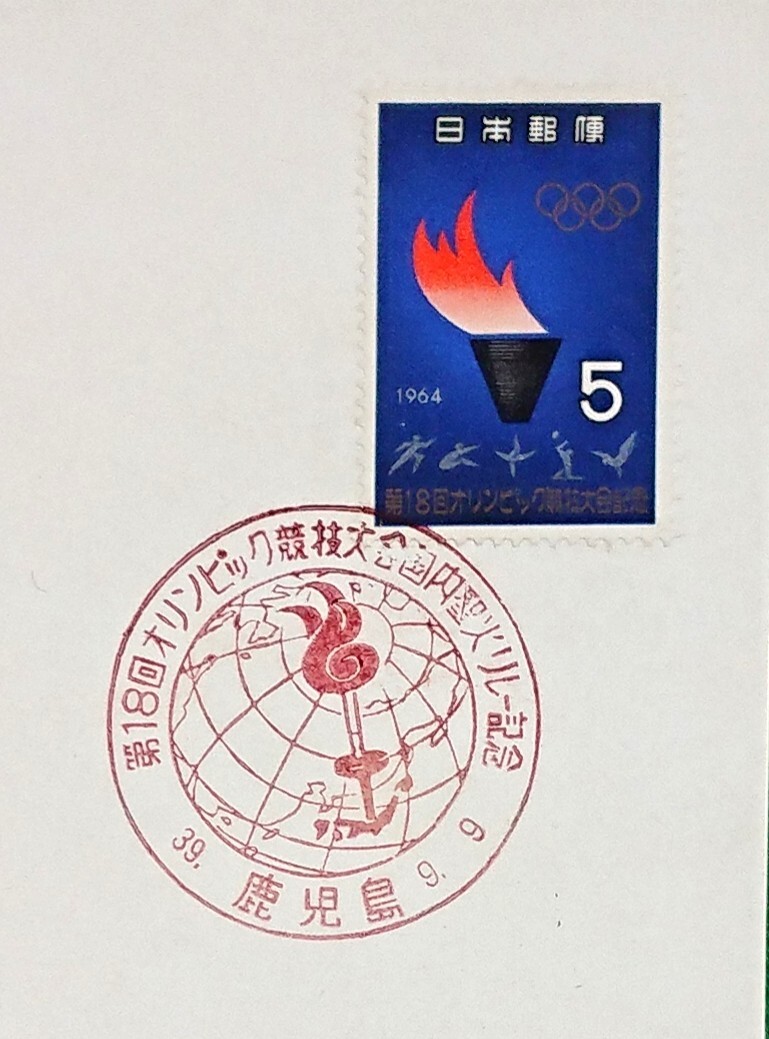 日本郵便
1964
5
第18回オリンピック競技大会記念
第18回オリンピック競技大会国内聖火リレー記念
39. 9. 9
鹿児島